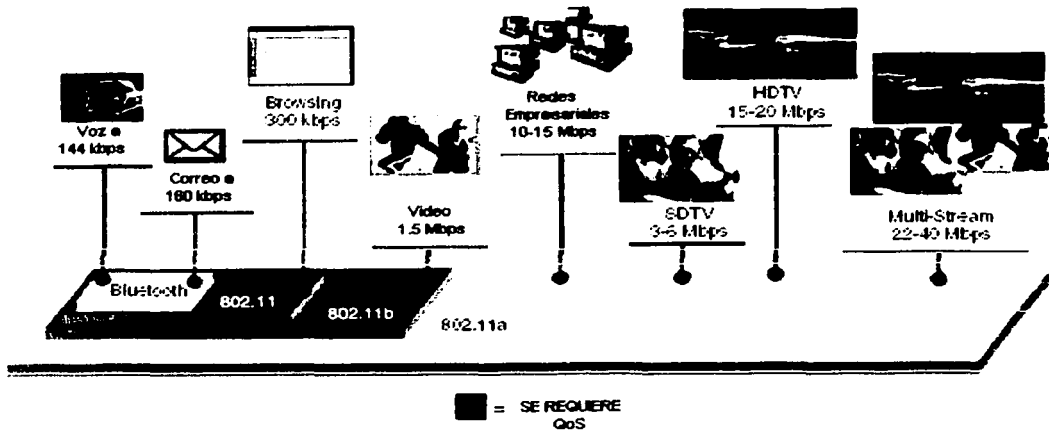 Voz a
144 kbps
Correo a
160 kbps
Browsing
300 kbps
Video
1.5 Mbps
Redes
Empresariales
10-15 Mbps
SDTV
3-6 Mbps
HDTV
15-20 Mbps
Multi-Stream
22-40 Mbps
Bluetooth
802.11
802.11b
802.11a
= SE REQUIERE
QoS